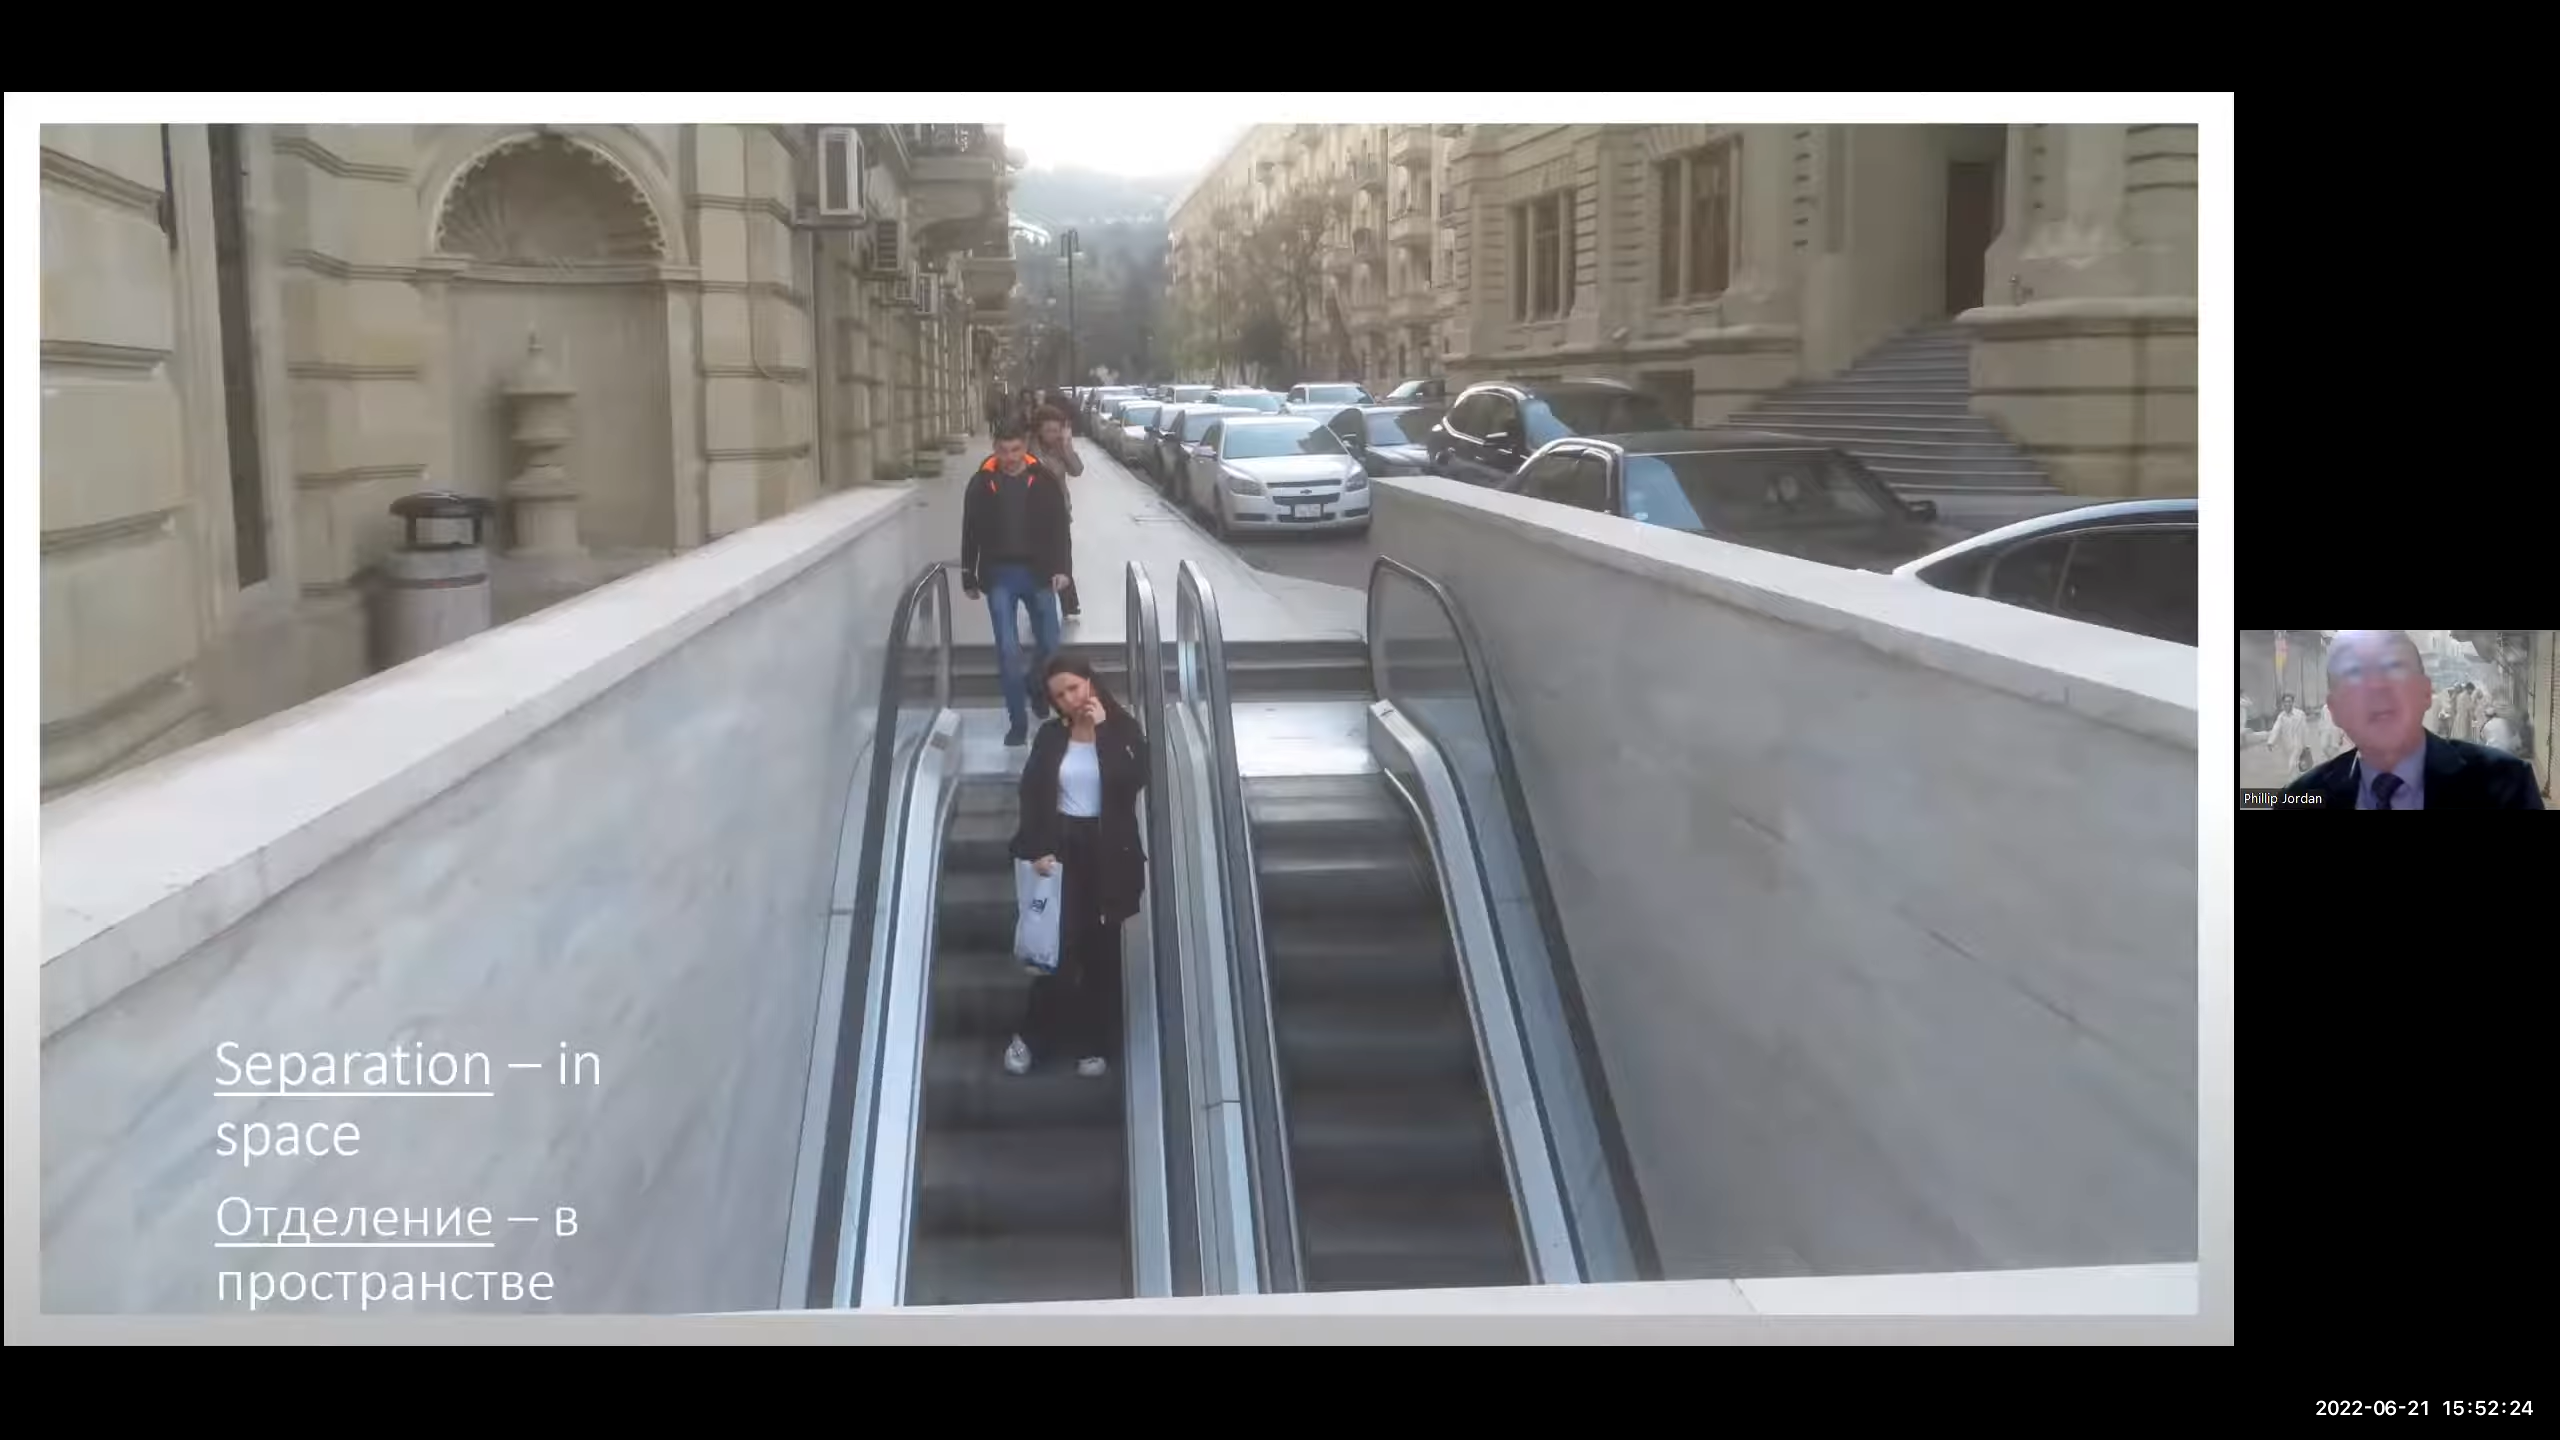 Separation – in
space
Отделение – в
пространстве
Phillip Jordan
2022-06-21 15:52:24